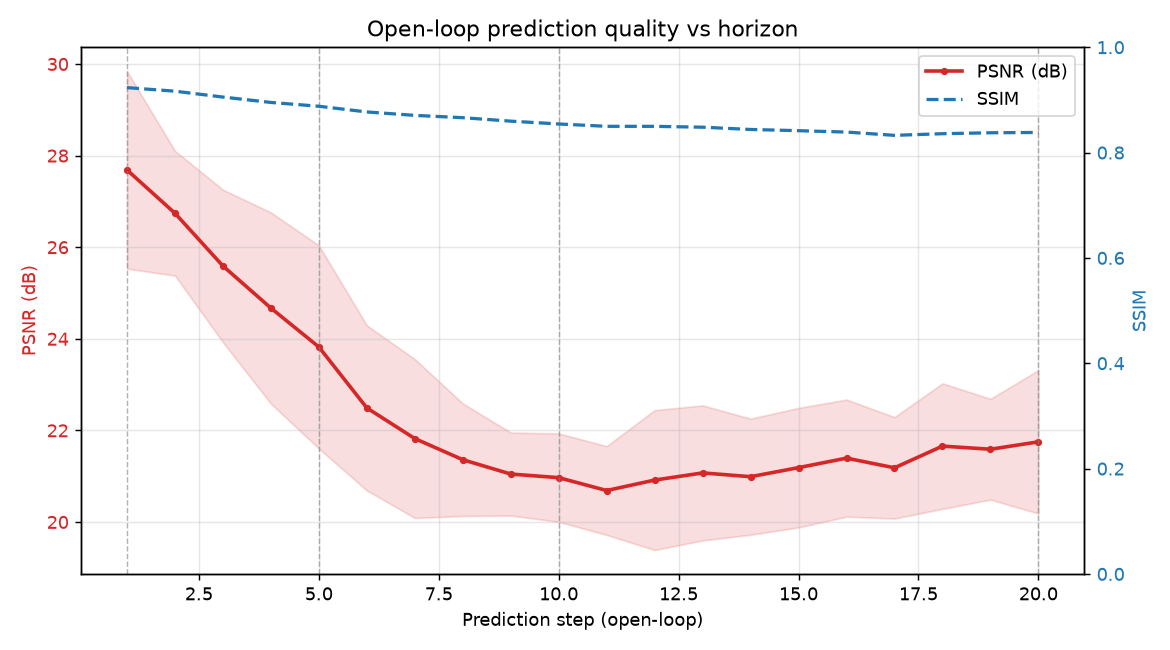 Open-loop prediction quality vs horizon
PSNR (dB)
SSIM
30
28
26
24
22
20
PSNR (dB)
1.0
0.8
0.6
0.4
0.2
0.0
SSIM
2.5 5.0 7.5 10.0 12.5 15.0 17.5 20.0
Prediction step (open-loop)